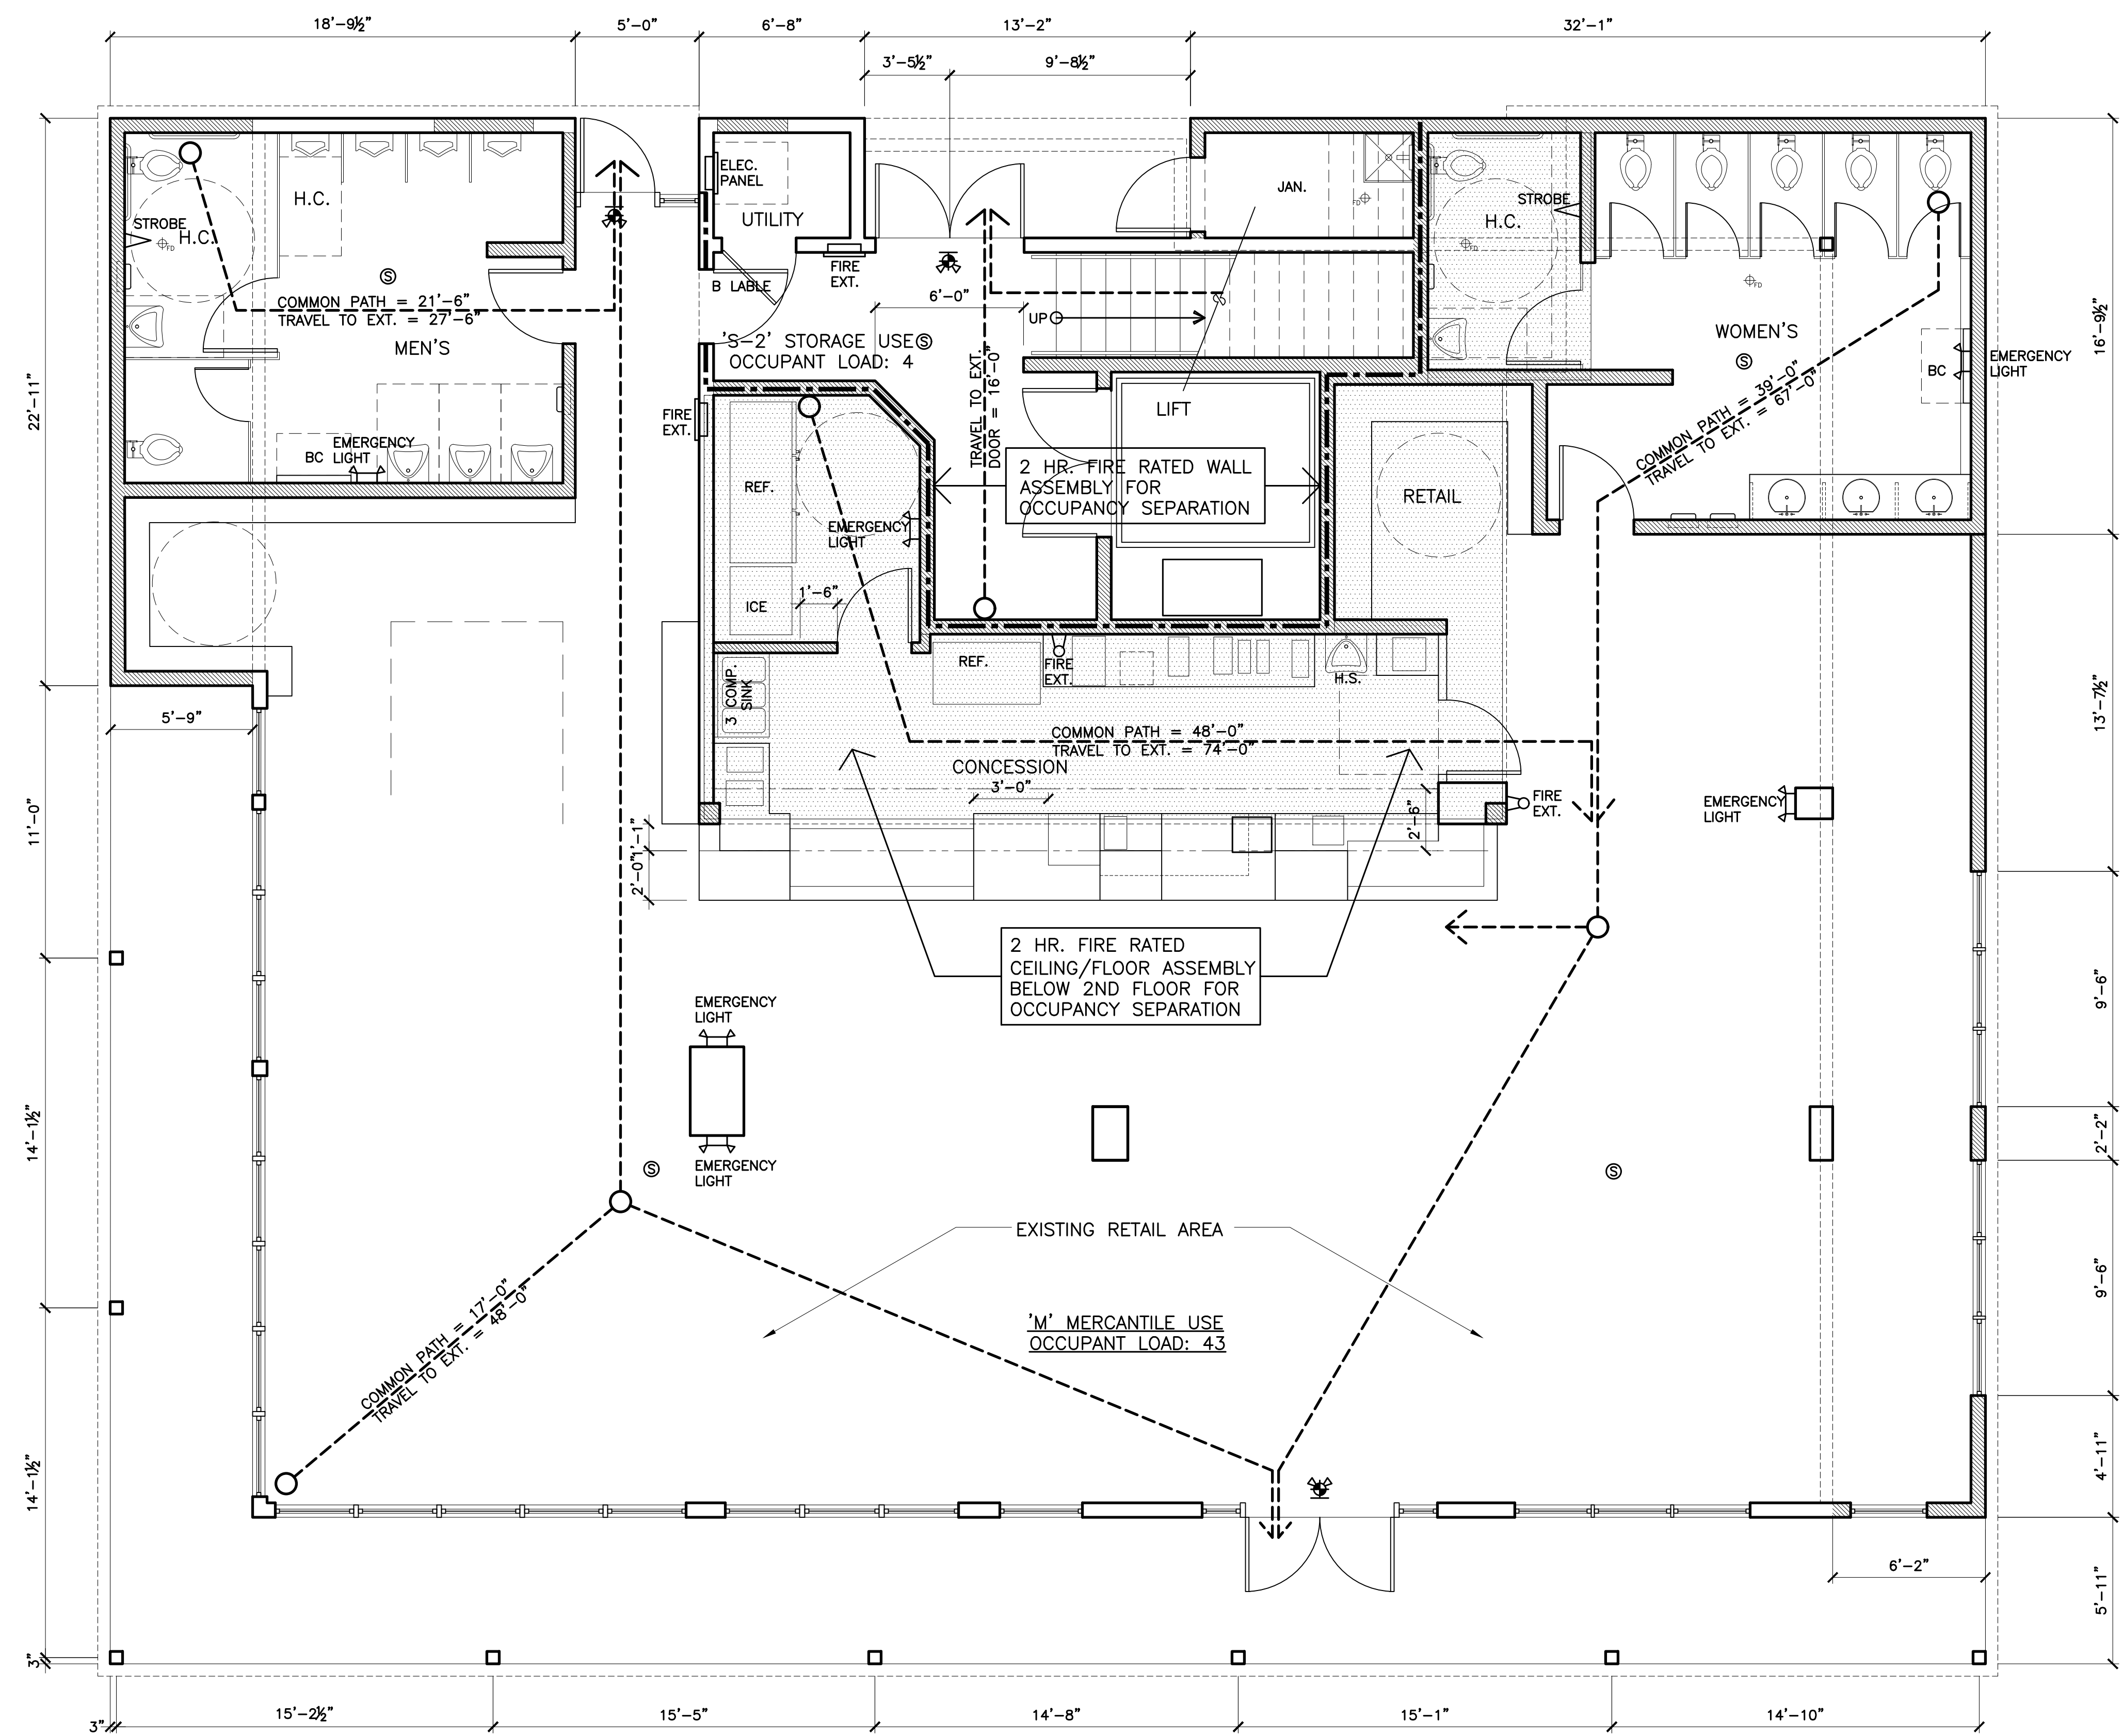 18'-9½"
5'-0"
6'-8"
13'-2"
32'-1"
3'-5½"
9'-8½"
ELEC.
PANEL
UTILITY
JAN.
H.C.
STROBE
H.C.
FD
FD
STROBE
H.C.
FD
FD
FIRE
EXT.
B LABLE
6'-0"
UP
COMMON PATH = 21'-6"
TRAVEL TO EXT. = 27'-6"
MEN'S
S
'S-2' STORAGE USE S
OCCUPANT LOAD: 4
TRAVEL TO EXT.
DOOR = 16'-0"
WOMEN'S
S
BC
EMERGENCY
LIGHT
COMMON PATH = 39'-0"
TRAVEL TO EXT. = 67'-0"
16'-9½"
22'-11"
FIRE
EXT.
LIFT
EMERGENCY
BC LIGHT
2 HR. FIRE RATED WALL
ASSEMBLY FOR
OCCUPANCY SEPARATION
REF.
RETAIL
EMERGENCY
LIGHT
ICE
1'-6"
3 COMP.
SINK
REF.
FIRE
EXT.
H.S.
COMMON PATH = 48'-0"
TRAVEL TO EXT. = 74'-0"
CONCESSION
3'-0"
2'-6"
FIRE
EXT.
EMERGENCY
LIGHT
13'-7½"
5'-9"
11'-0"
1'-1"
2'-0"
2 HR. FIRE RATED
CEILING/FLOOR ASSEMBLY
BELOW 2ND FLOOR FOR
OCCUPANCY SEPARATION
EMERGENCY
LIGHT
EMERGENCY
LIGHT
9'-6"
2'-2"
14'-1½"
S
S
EXISTING RETAIL AREA
9'-6"
'M' MERCANTILE USE
OCCUPANT LOAD: 43
COMMON PATH = 17'-0"
TRAVEL TO EXT. = 48'-0"
14'-1½"
4'-11"
6'-2"
5'-11"
3"
3"
15'-2½"
15'-5"
14'-8"
15'-1"
14'-10"